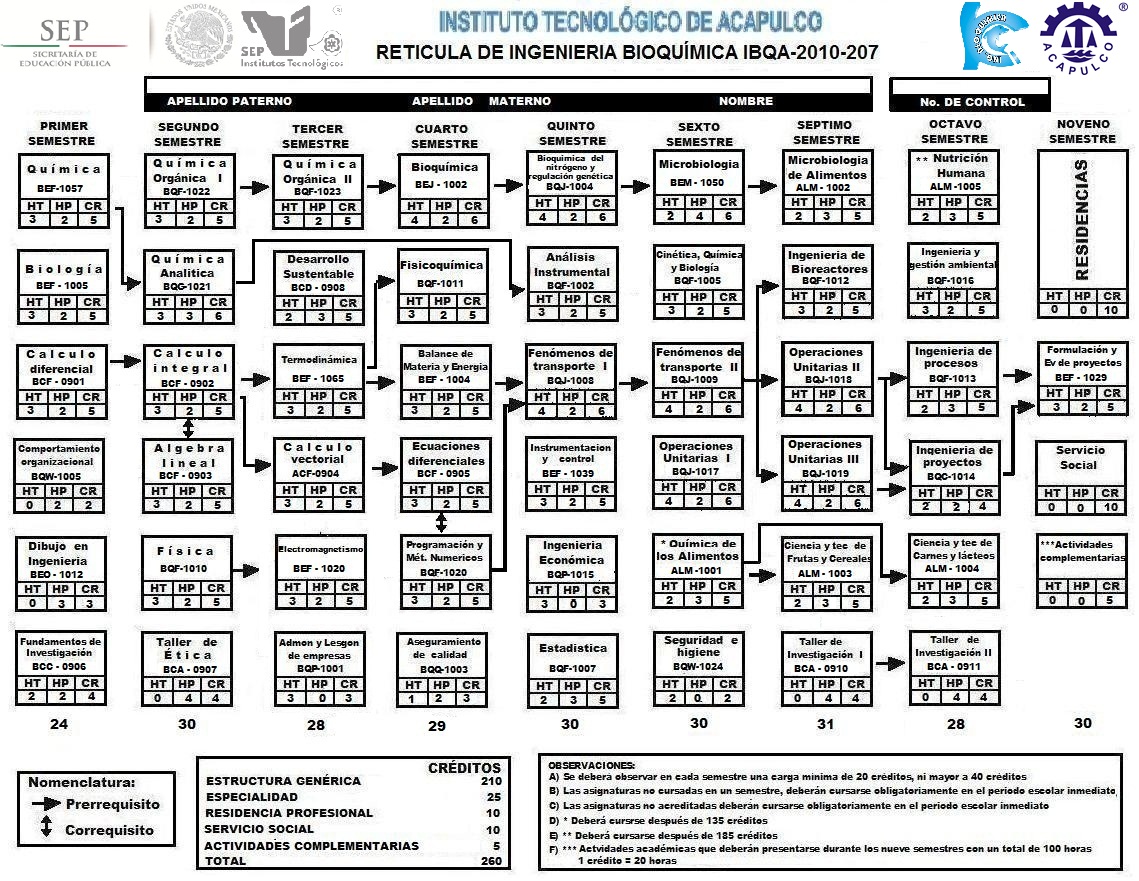 SEP
SECRETARÍA DE
EDUCACIÓN PÚBLICA
SEP
Institutos Tecnológicos
INSTITUTO TECNOLÓGICO DE ACAPULCO
RETICULA DE INGENIERIA BIOQUÍMICA IBQA-2010-207
ACAPULCO
APELLIDO PATERNO APELLIDO MATERNO NOMBRE
No. DE CONTROL
PRIMER SEMESTRE
SEGUNDO SEMESTRE
TERCER SEMESTRE
CUARTO SEMESTRE
QUINTO SEMESTRE
SEXTO SEMESTRE
SEPTIMO SEMESTRE
OCTAVO SEMESTRE
NOVENO SEMESTRE
Química
BEF-1057
HT HP CR
3 2 5
Química
Orgánica I
BQF-1022
HT HP CR
3 2 5
Química
Orgánica II
BQF-1023
HT HP CR
3 2 5
Bioquímica
BEJ - 1002
HT HP CR
4 2 6
Bioquimica del
nitrógeno y
regulación genética
BQJ-1004
HT HP CR
4 2 6
Microbiologia
BEM - 1050
HT HP CR
2 4 6
Microbiologia
de Alimentos
ALM - 1002
HT HP CR
2 3 5
** Nutrición
Humana
ALM -1005
HT HP CR
2 3 5
RESIDENCIAS
HT HP CR
0 0 10
Biología
BEF - 1005
HT HP CR
3 2 5
Química
Analitica
BQG-1021
HT HP CR
3 3 6
Desarrollo
Sustentable
BCD - 0908
HT HP CR
2 3 5
Fisicoquímica
BQF-1011
HT HP CR
3 2 5
Análisis
Instrumental
BQF-1002
HT HP CR
3 2 5
Cinética, Química
y Biología
BQF-1005
HT HP CR
3 2 5
Ingenieria de
Bioreactores
BQF-1012
HT HP CR
3 2 5
Ingenieria y
gestión ambiental
BQF-1016
HT HP CR
3 2 5
Calculo
diferencial
BCF - 0901
HT HP CR
3 2 5
Calculo
integral
BCF - 0902
HT HP CR
3 2 5
Termodinámica
BEF - 1065
HT HP CR
3 2 5
Balance de
Materia y Energia
BEF - 1004
HT HP CR
3 2 5
Fenómenos de
transporte I
BQJ-1008
HT HP CR
4 2 6
Fenómenos de
transporte II
BQJ-1009
HT HP CR
4 2 6
Operaciones
Unitarias II
BQJ-1018
HT HP CR
4 2 6
Ingenieria de
procesos
BQF-1013
HT HP CR
2 3 5
Formulación y
Ev de proyectos
BEF - 1029
HT HP CR
3 2 5
Comportamiento
organizacional
BQW-1005
HT HP CR
0 2 2
Algebra
lineal
BCF - 0903
HT HP CR
3 2 5
Calculo
vectorial
ACF-0904
HT HP CR
3 2 5
Ecuaciones
diferenciales
BCF - 0905
HT HP CR
3 2 5
Instrumentacion
y control
BEF - 1039
HT HP CR
3 2 5
Operaciones
Unitarias I
BQJ-1017
HT HP CR
4 2 6
Operaciones
Unitarias III
BQJ-1019
HT HP CR
4 2 6
Ingenieria de
proyectos
BQC-1014
HT HP CR
2 2 4
Servicio
Social
HT HP CR
0 0 10
Dibujo en
Ingenieria
BEO - 1012
HT HP CR
0 3 3
Física
BQF-1010
HT HP CR
3 2 5
Electromagnetismo
BEF - 1020
HT HP CR
3 2 5
Programación y
Mét. Numericos
BQF-1020
HT HP CR
3 2 5
Ingenieria
Económica
BQP-1015
HT HP CR
3 0 3
* Química de
los Alimentos
ALM -1001
HT HP CR
2 3 5
Ciencia y tec de
Frutas y Cereales
ALM - 1003
HT HP CR
2 3 5
Ciencia y tec de
Carnes y lácteos
ALM - 1004
HT HP CR
2 3 5
***Actividades
complementarias
HT HP CR
0 0 5
Fundamentos de
Investigación
BCC - 0906
HT HP CR
2 2 4
Taller de
Ética
BCA - 0907
HT HP CR
0 4 4
Admon y Lesgon
de empresas
BQP-1001
HT HP CR
3 0 3
Aseguramiento
de calidad
BQQ-1003
HT HP CR
1 2 3
Estadistica
BQF-1007
HT HP CR
2 3 5
Seguridad e
higiene
BQW-1024
HT HP CR
2 0 2
Taller de
Investigación I
BCA - 0910
HT HP CR
0 4 4
Taller de
Investigación II
BCA - 0911
HT HP CR
0 4 4
24 30 28 29 30 30 31 28 30
Nomenclatura:
Prerrequisito
Correquisito
CRÉDITOS
ESTRUCTURA GENÉRICA 210
ESPECIALIDAD 25
RESIDENCIA PROFESIONAL 10
SERVICIO SOCIAL 10
ACTIVIDADES COMPLEMENTARIAS 5
TOTAL 260
OBSERVACIONES:
A) Se deberá observar en cada semestre una carga minima de 20 créditos, ni mayor a 40 créditos
B) Las asignaturas no cursadas en un semestre, deberán cursarse obligatoriamente en el periodo escolar inmediato,
C) Las asignaturas no acreditadas deberán cursarse obligatoriamente en el periodo escolar inmediato
D) * Deberá cursrse después de 135 créditos
E) ** Deberá cursarse después de 185 créditos
F) *** Actividades académicas que deberán presentarse durante los nueve semestres con un total de 100 horas
1 crédito = 20 horas